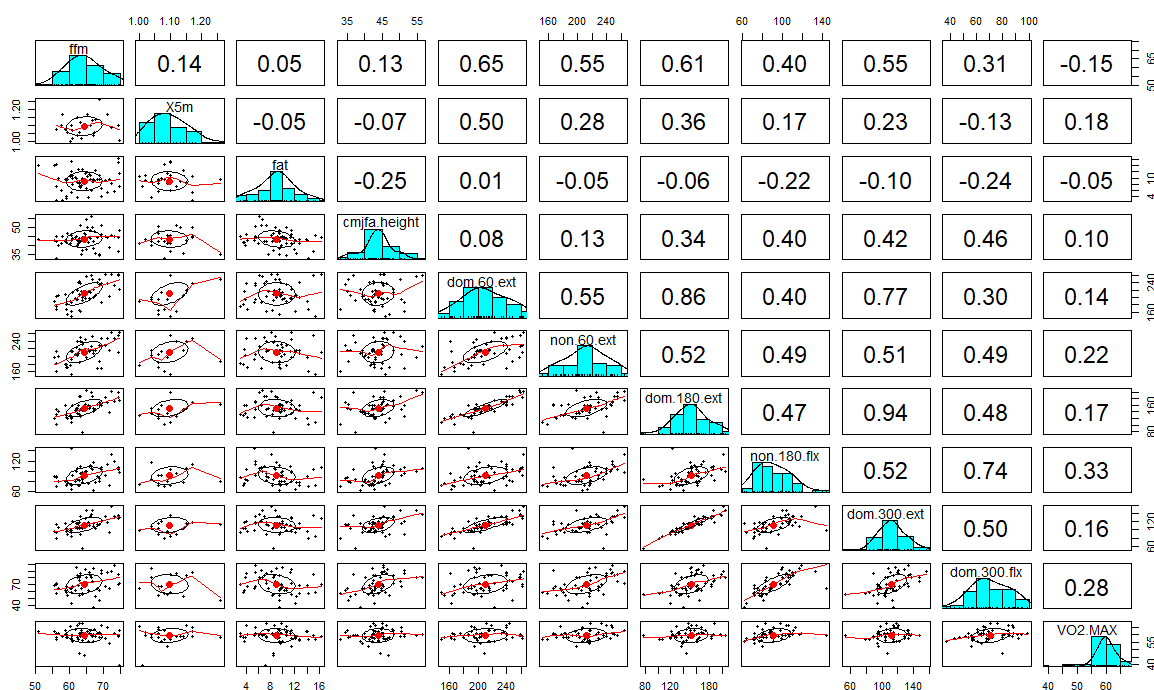 1.00 1.10 1.20 35 45 55 160 200 240 60 100 140 40 60 80 100
ffm 0.14 0.05 0.13 0.65 0.55 0.61 0.40 0.55 0.31 -0.15 50 65
1.00 1.20 X5m -0.05 -0.07 0.50 0.28 0.36 0.17 0.23 -0.13 0.18
fat -0.25 0.01 -0.05 -0.06 -0.22 -0.10 -0.24 -0.05 4 10
35 50 cmjfa.height 0.08 0.13 0.34 0.40 0.42 0.46 0.10
dom.60.ext 0.55 0.86 0.40 0.77 0.30 0.14 160 240
160 240 non.60.ext 0.52 0.49 0.51 0.49 0.22
dom.180.ext 0.47 0.94 0.48 0.17 80 160
60 120 non.180.flx 0.52 0.74 0.33
dom.300.ext 0.50 0.16 60 120
40 70 dom.300.flx 0.28
VO2.MAX 40 55
50 60 70 4 8 12 16 160 200 240 80 120 180 60 100 140 40 50 60